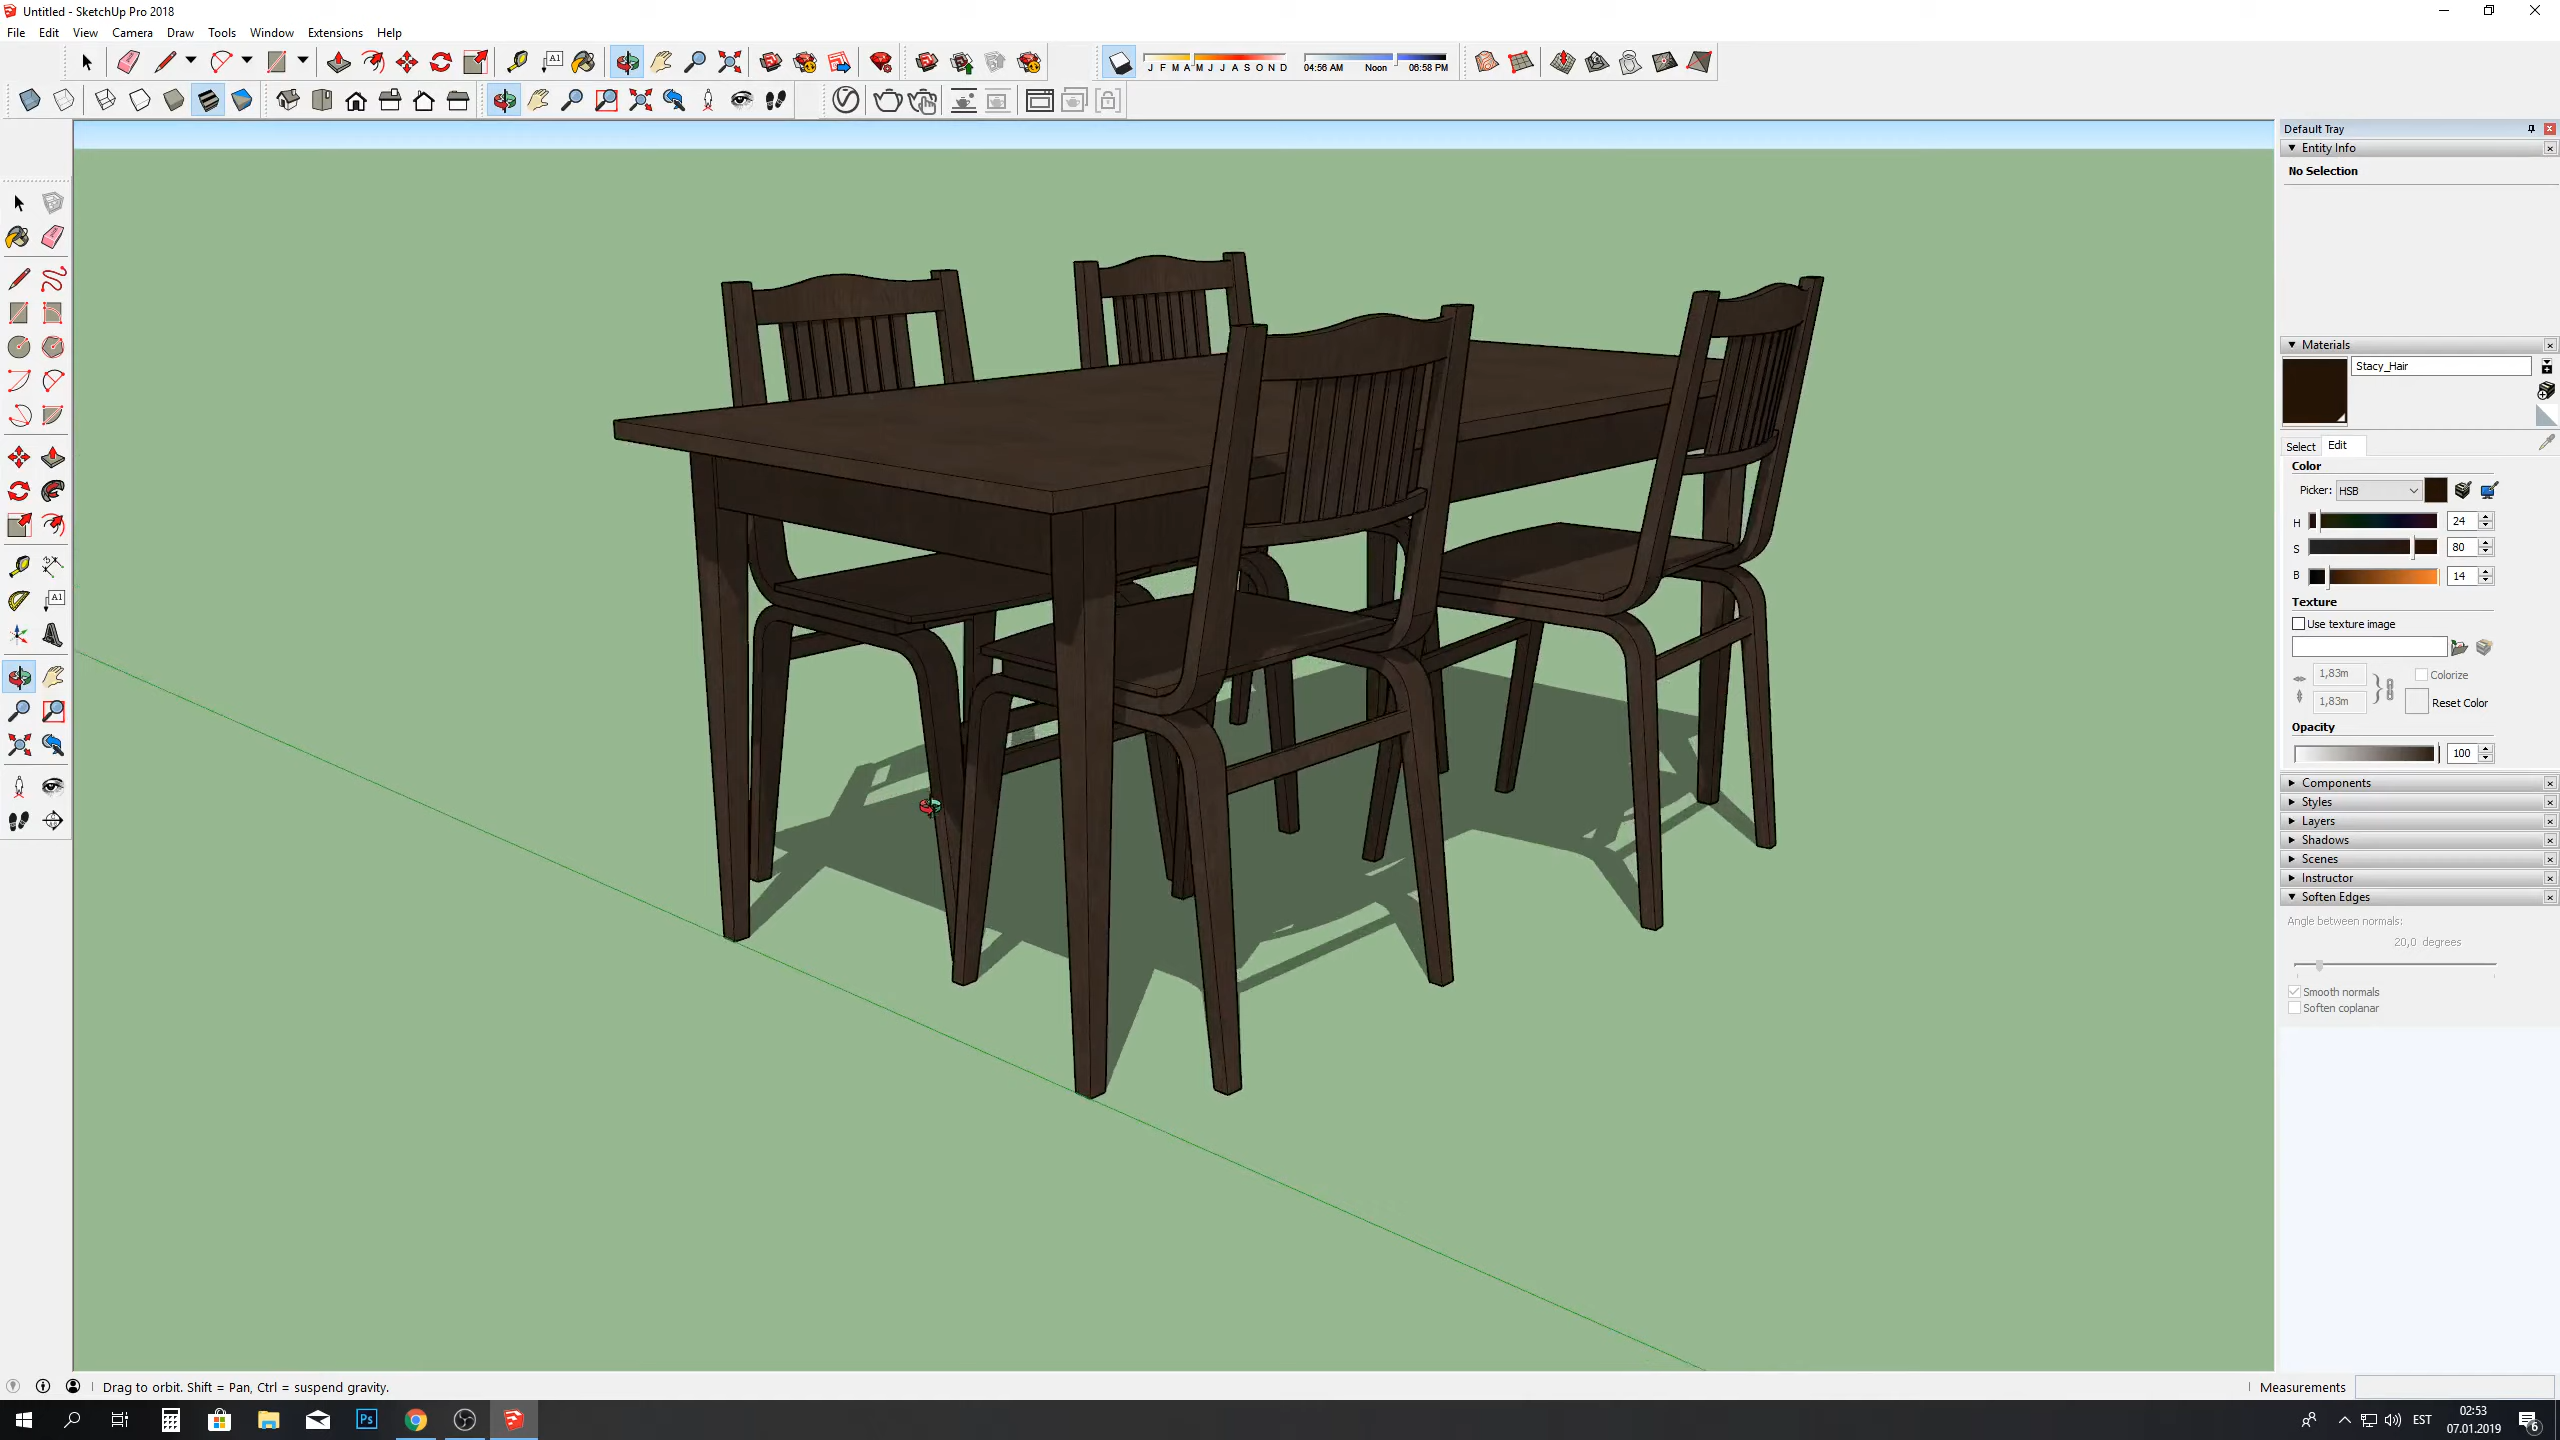 Untitled - SketchUp Pro 2018
File Edit View Camera Draw Tools Window Extensions Help
A1
J F M A M J J A S O N D
04:56 AM Noon 06:58 PM
Default Tray
Entity Info
No Selection
Materials
Stacy_Hair
Select Edit
Color
Picker: HSB
H 24
S 80
B 14
Texture
Use texture image
1,83m
Colorize
1,83m
Reset Color
Opacity
100
Components
Styles
Layers
Shadows
Scenes
Instructor
Soften Edges
Angle between normals:
20,0 degrees
Smooth normals
Soften coplanar
A1
Drag to orbit. Shift = Pan, Ctrl = suspend gravity.
Measurements
Ps
EST
02:53
07.01.2019
6